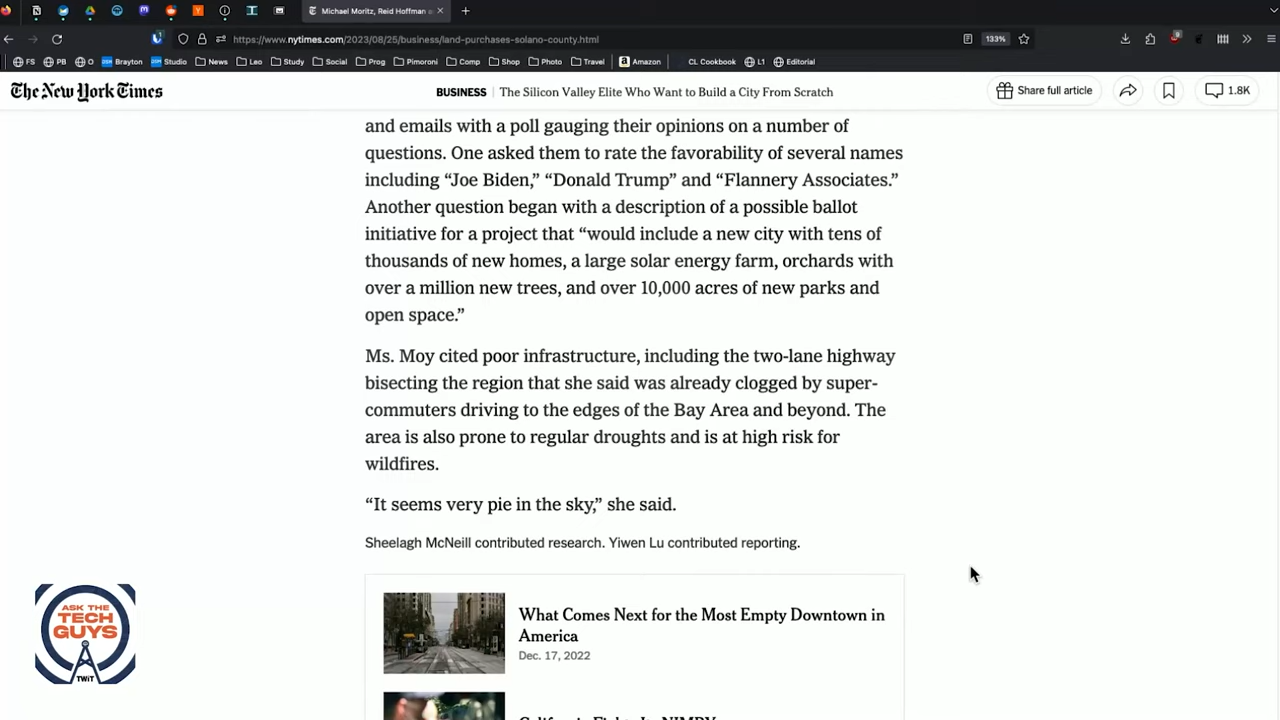 Michael Moritz, Reid Hoffman
https://www.nytimes.com/2023/08/25/business/land-purchases-solano-county.html
133%
FS PB O Brayton Studio News Leo Study Social Prog Pimoroni Comp Shop Photo Travel Amazon CL Cookbook L1 Editorial
The New York Times
BUSINESS | The Silicon Valley Elite Who Want to Build a City From Scratch
Share full article
1.8K
and emails with a poll gauging their opinions on a number of
questions. One asked them to rate the favorability of several names
including “Joe Biden,” “Donald Trump” and “Flannery Associates.”
Another question began with a description of a possible ballot
initiative for a project that “would include a new city with tens of
thousands of new homes, a large solar energy farm, orchards with
over a million new trees, and over 10,000 acres of new parks and
open space.”
Ms. Moy cited poor infrastructure, including the two-lane highway
bisecting the region that she said was already clogged by super-
commuters driving to the edges of the Bay Area and beyond. The
area is also prone to regular droughts and is at high risk for
wildfires.
“It seems very pie in the sky,” she said.
Sheelagh McNeill contributed research. Yiwen Lu contributed reporting.
What Comes Next for the Most Empty Downtown in
America
Dec. 17, 2022
ASK THE
TECH
GUYS
TWiT